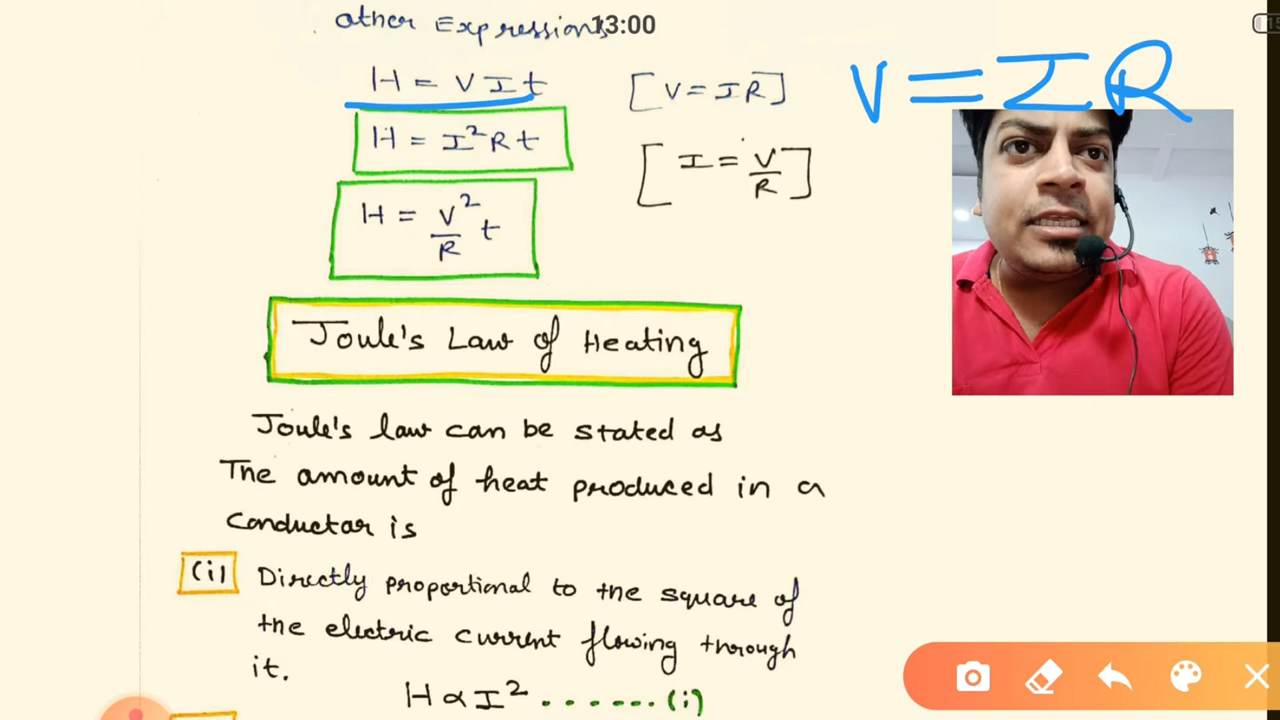 other Expressions
13:00
H = VIt [V = IR] V = IR
H = I²Rt
[I = V/R]
H = V²/R t
Joule's Law of Heating
Joule's law can be stated as
The amount of heat produced in a
conductar is
(i) Directly proportional to the square of
the electric current flowing through
it.
H ∝ I² ....... (i)